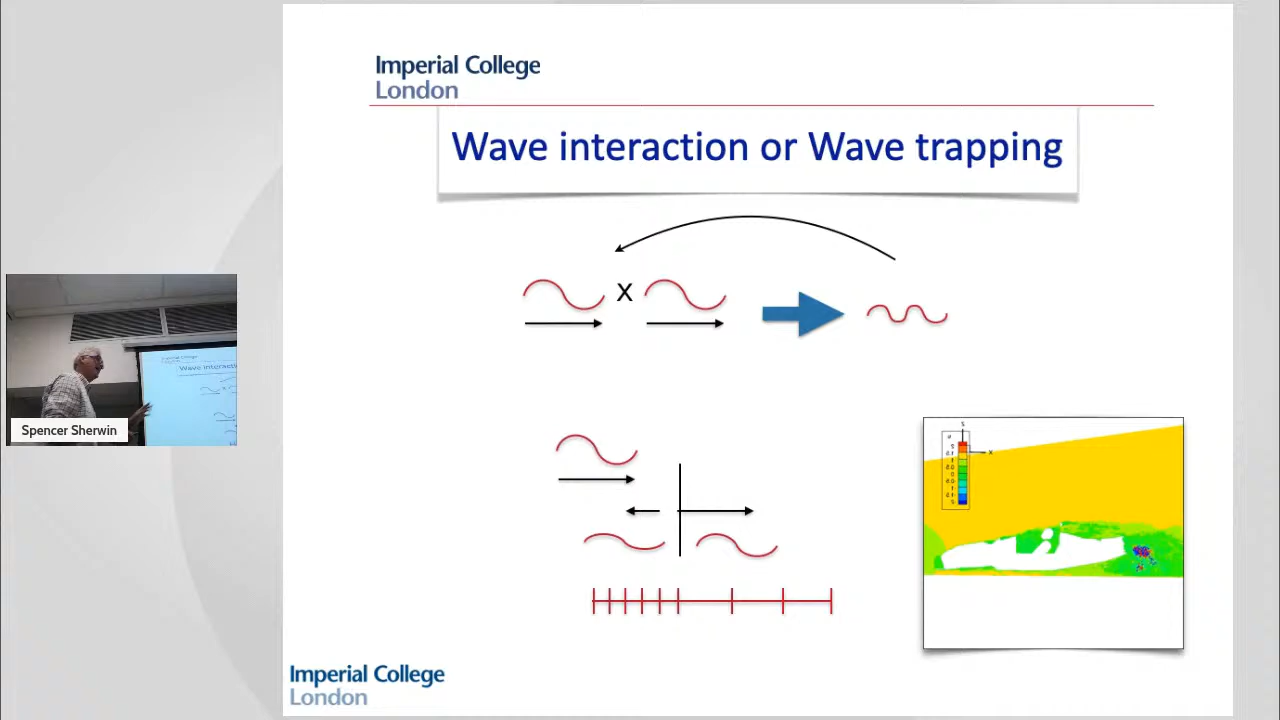 Imperial College
London
Wave interaction or Wave trapping
X
Spencer Sherwin
Imperial College
London